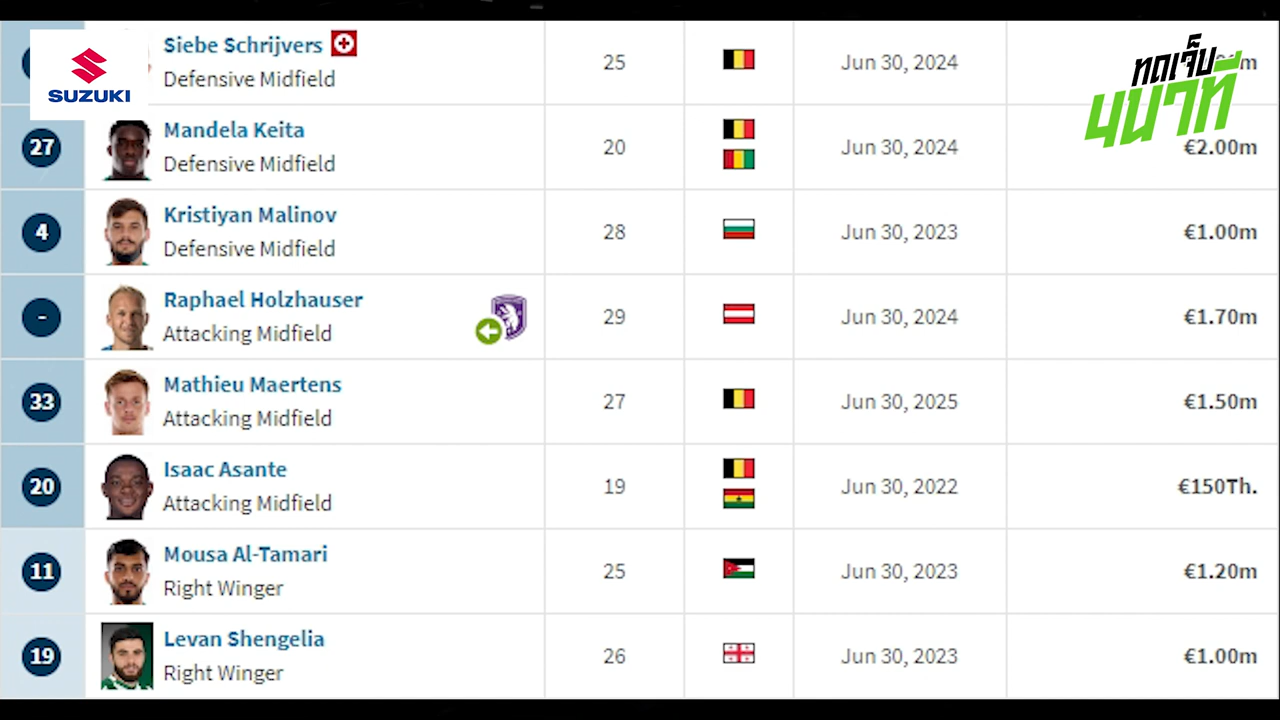 SUZUKI
ทดเจ็บ
4 นาที
Siebe Schrijvers
Defensive Midfield
25
Jun 30, 2024
27
Mandela Keita
Defensive Midfield
20
Jun 30, 2024
€2.00m
4
Kristiyan Malinov
Defensive Midfield
28
Jun 30, 2023
€1.00m
-
Raphael Holzhauser
Attacking Midfield
29
Jun 30, 2024
€1.70m
33
Mathieu Maertens
Attacking Midfield
27
Jun 30, 2025
€1.50m
20
Isaac Asante
Attacking Midfield
19
Jun 30, 2022
€150Th.
11
Mousa Al-Tamari
Right Winger
25
Jun 30, 2023
€1.20m
19
Levan Shengelia
Right Winger
26
Jun 30, 2023
€1.00m